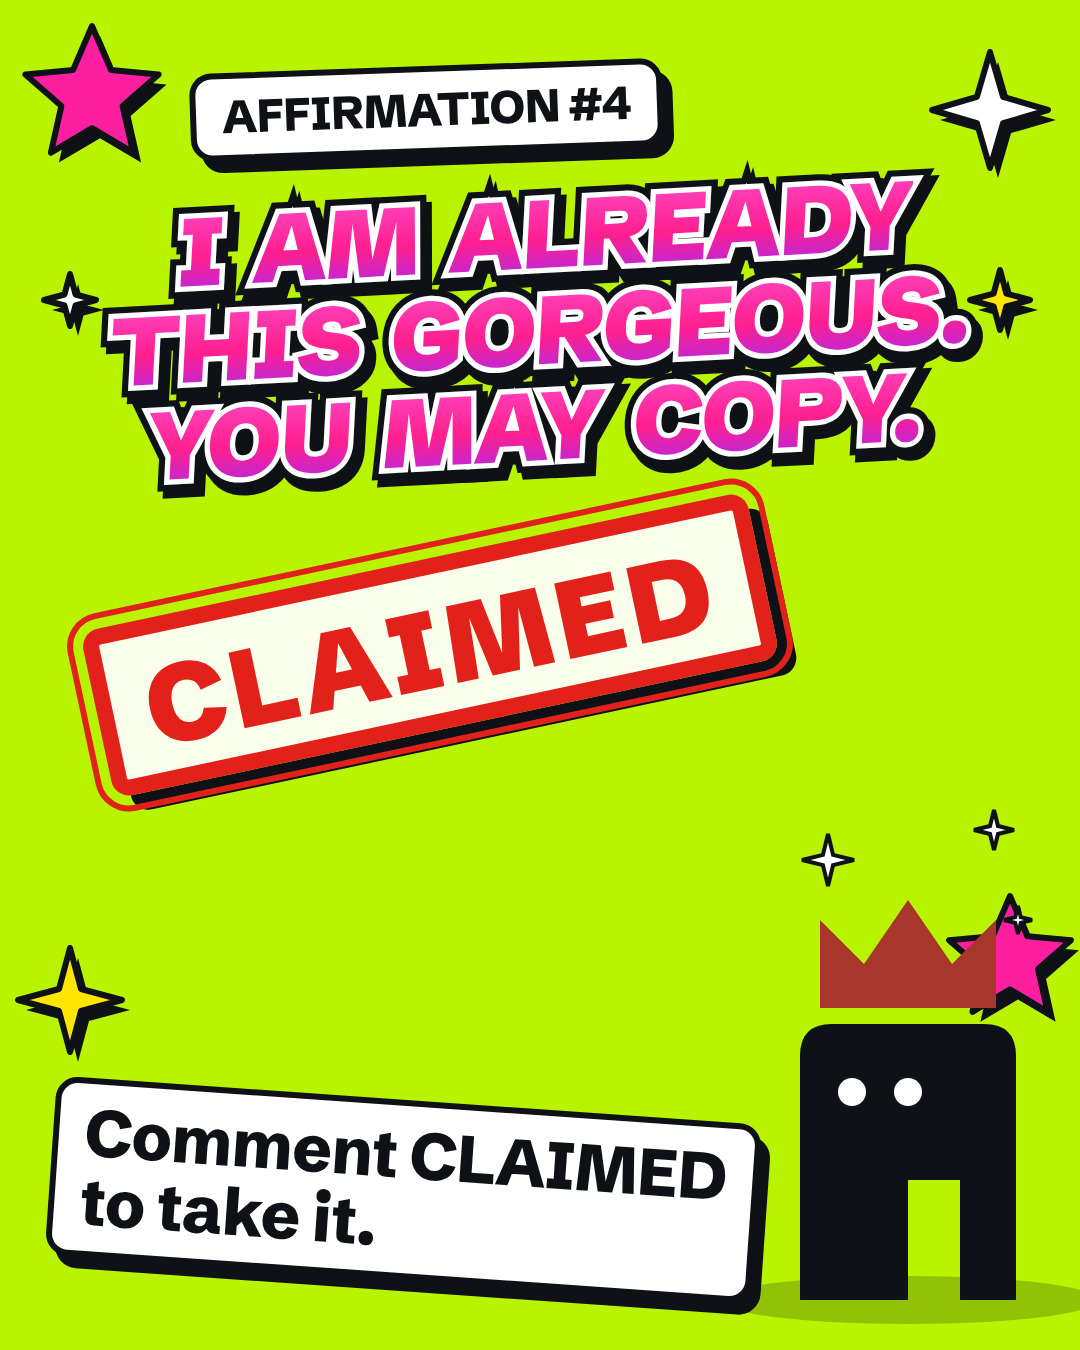 AFFIRMATION #4
I AM ALREADY
THIS GORGEOUS.
YOU MAY COPY.
CLAIMED
Comment CLAIMED
to take it.